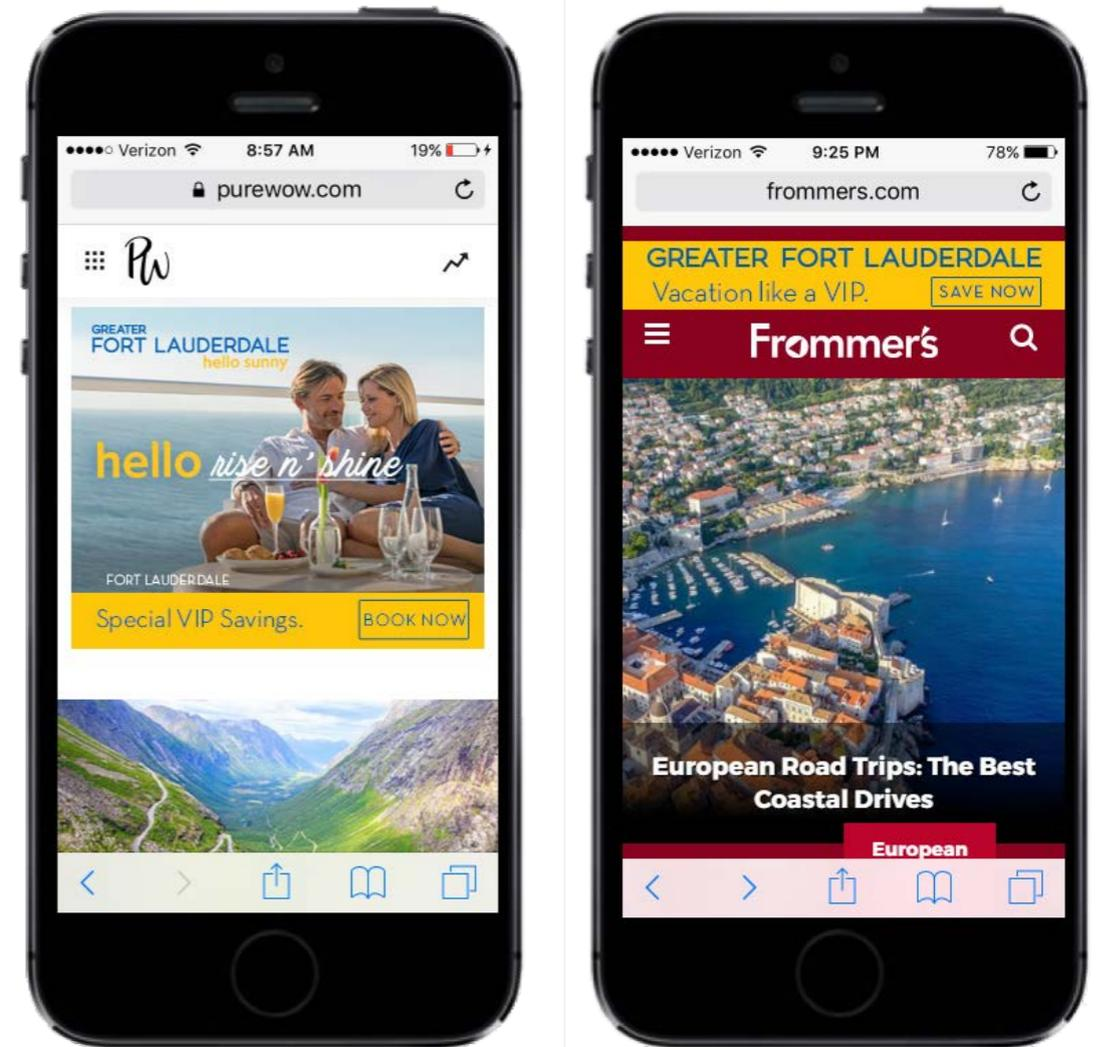 Verizon 8:57 AM 19%
purewow.com
PW
GREATER
FORT LAUDERDALE
hello sunny
hello rise n' shine
FORT LAUDERDALE
Special VIP Savings. BOOK NOW
Verizon 9:25 PM 78%
frommers.com
GREATER FORT LAUDERDALE
Vacation like a VIP. SAVE NOW
Frommer's
European Road Trips: The Best
Coastal Drives
European